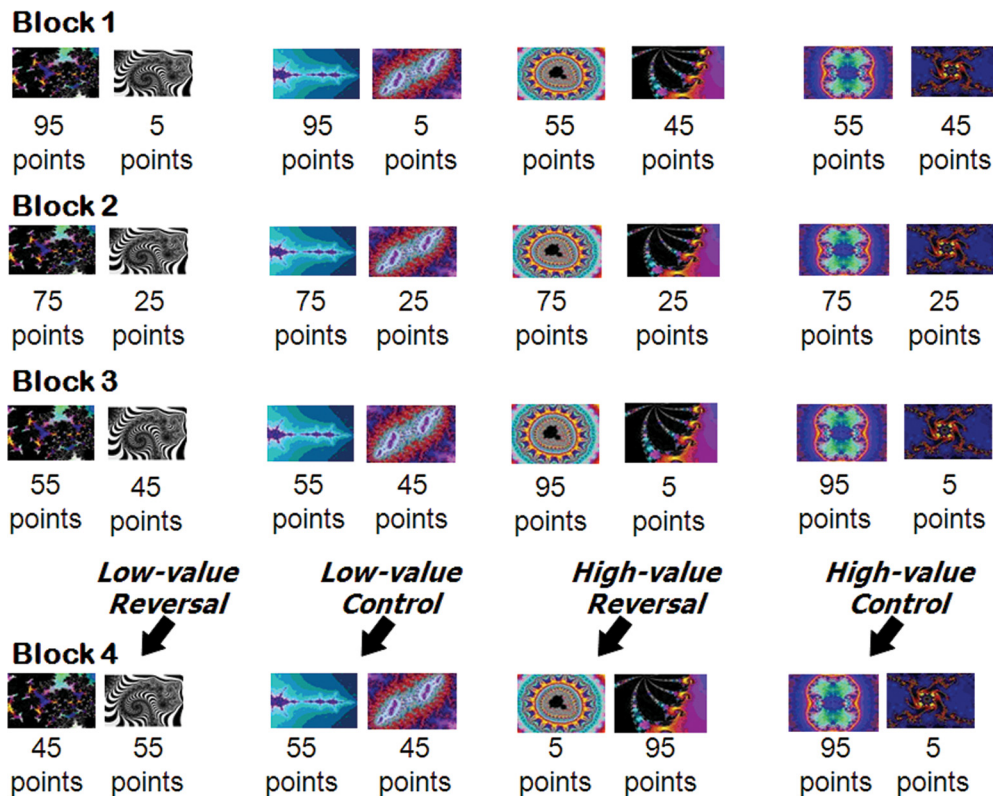 Block 1
95 5 95 5 55 45 55 45
points points points points points points points points
Block 2
75 25 75 25 75 25 75 25
points points points points points points points points
Block 3
55 45 55 45 95 5 95 5
points points points points points points points points
Low-value Low-value High-value High-value
Reversal Control Reversal Control
Block 4
45 55 55 45 5 95 95 5
points points points points points points points points